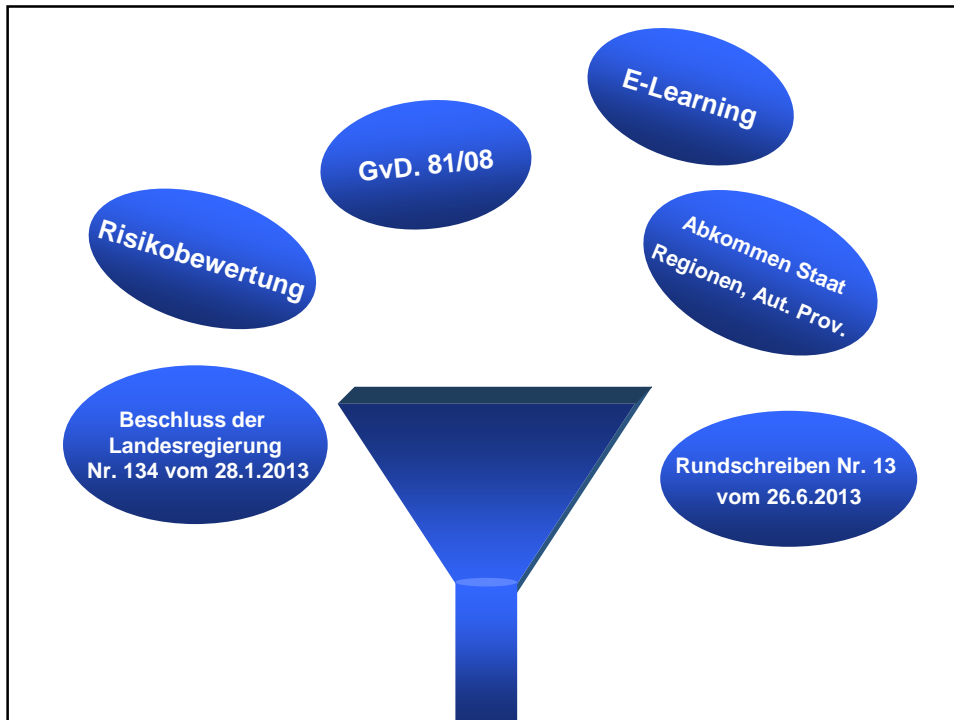 E-Learning
GvD. 81/08
Risikobewertung
Abkommen Staat
Regionen, Aut. Prov.
Beschluss der
Landesregierung
Nr. 134 vom 28.1.2013
Rundschreiben Nr. 13
vom 26.6.2013